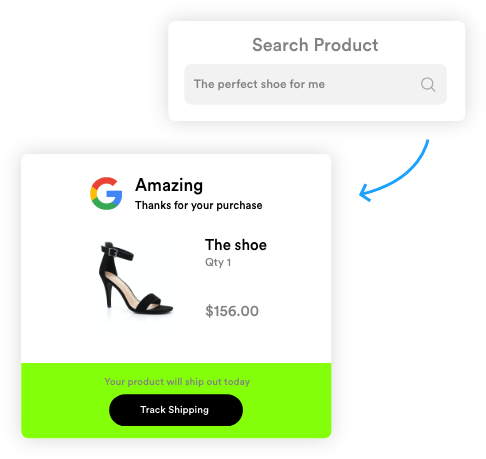 Search Product
The perfect shoe for me
Amazing
Thanks for your purchase
The shoe
Qty 1
$156.00
Your product will ship out today
Track Shipping